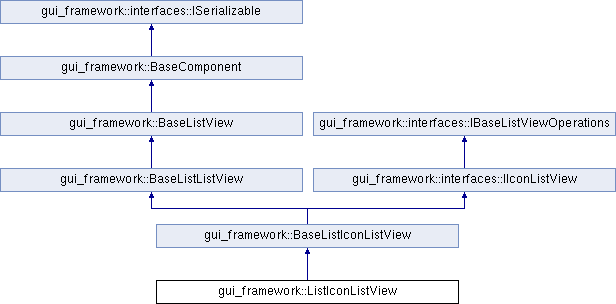 gui_framework::interfaces::ISerializable
gui_framework::BaseComponent
gui_framework::BaseListView
gui_framework::interfaces::IBaseListViewOperations
gui_framework::BaseListListView
gui_framework::interfaces::IIconListView
gui_framework::BaseListIconListView
gui_framework::ListIconListView